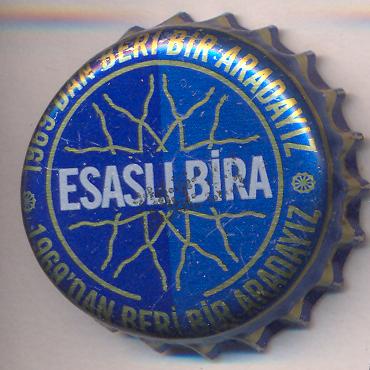 1969'DAN BERİ BİR ARADAYIZ
ESASLI BİRA
1969'DAN BERİ BİR ARADAYIZ